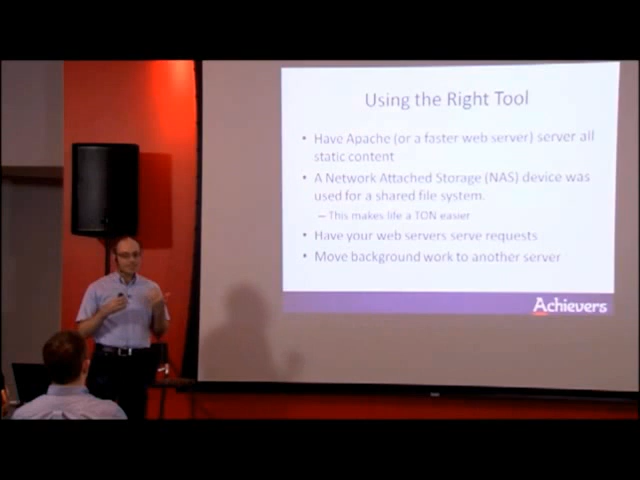 Using the Right Tool
• Have Apache (or a faster web server) server all
static content
• A Network Attached Storage (NAS) device was
used for a shared file system.
– This makes life a TON easier
• Have your web servers serve requests
• Move background work to another server
Achievers